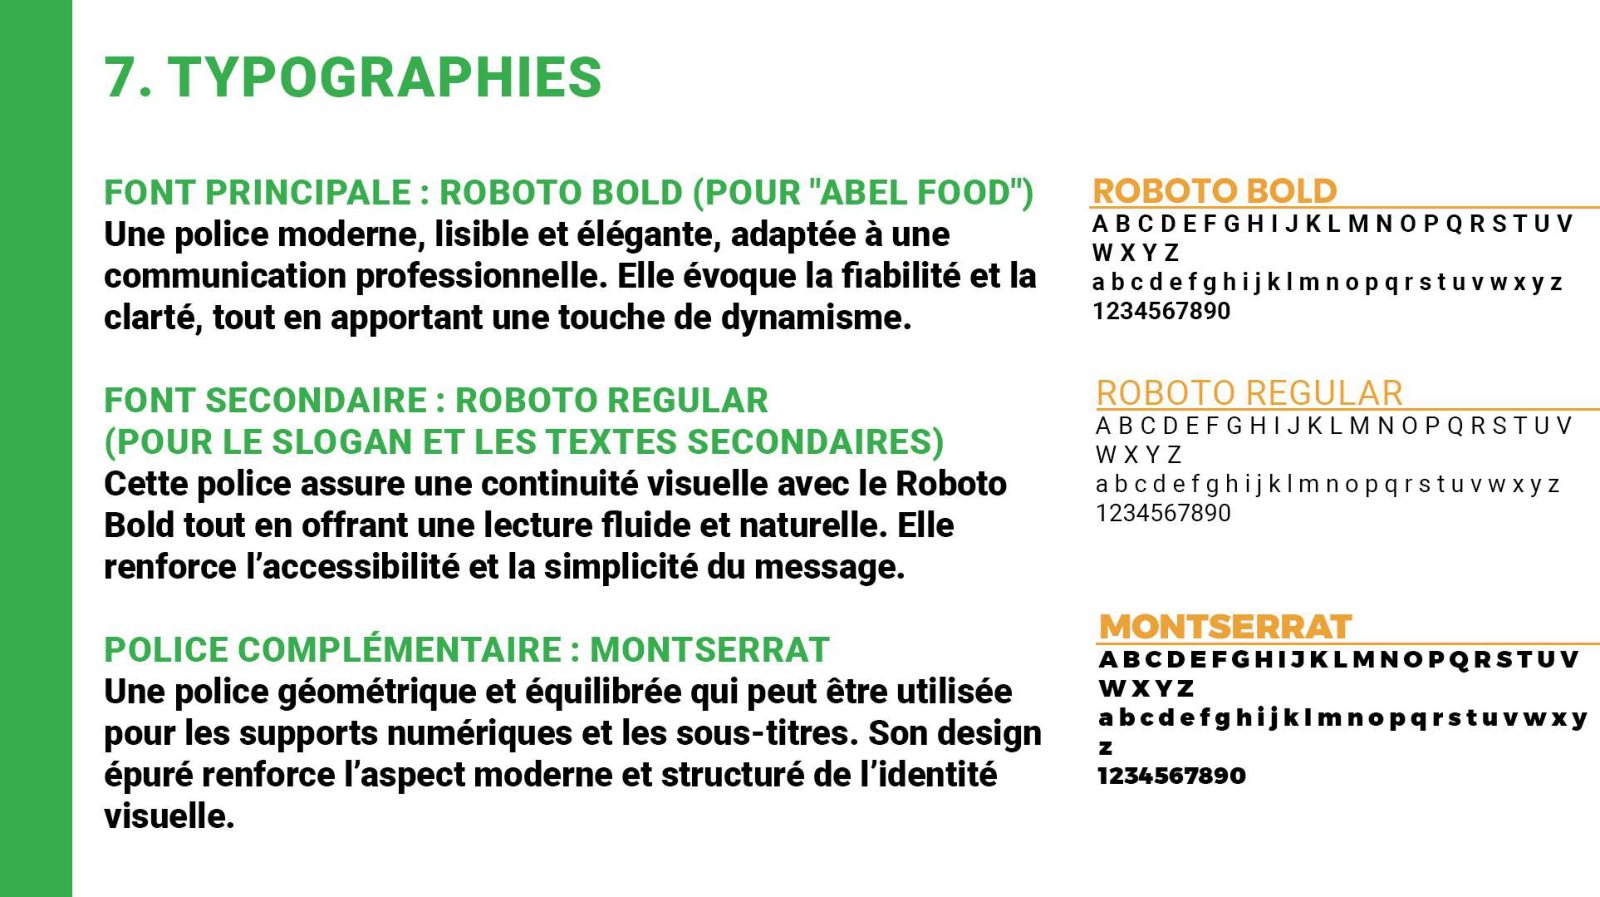 7. TYPOGRAPHIES
FONT PRINCIPALE : ROBOTO BOLD (POUR "ABEL FOOD")
Une police moderne, lisible et élégante, adaptée à une
communication professionnelle. Elle évoque la fiabilité et la
clarté, tout en apportant une touche de dynamisme.
FONT SECONDAIRE : ROBOTO REGULAR
(POUR LE SLOGAN ET LES TEXTES SECONDAIRES)
Cette police assure une continuité visuelle avec le Roboto
Bold tout en offrant une lecture fluide et naturelle. Elle
renforce l’accessibilité et la simplicité du message.
POLICE COMPLÉMENTAIRE : MONTSERRAT
Une police géométrique et équilibrée qui peut être utilisée
pour les supports numériques et les sous-titres. Son design
épuré renforce l’aspect moderne et structuré de l’identité
visuelle.
ROBOTO BOLD
A B C D E F G H I J K L M N O P Q R S T U V
W X Y Z
a b c d e f g h i j k l m n o p q r s t u v w x y z
1234567890
ROBOTO REGULAR
A B C D E F G H I J K L M N O P Q R S T U V
W X Y Z
a b c d e f g h i j k l m n o p q r s t u v w x y z
1234567890
MONTSERRAT
A B C D E F G H I J K L M N O P Q R S T U V
W X Y Z
a b c d e f g h i j k l m n o p q r s t u v w x y
z
1234567890